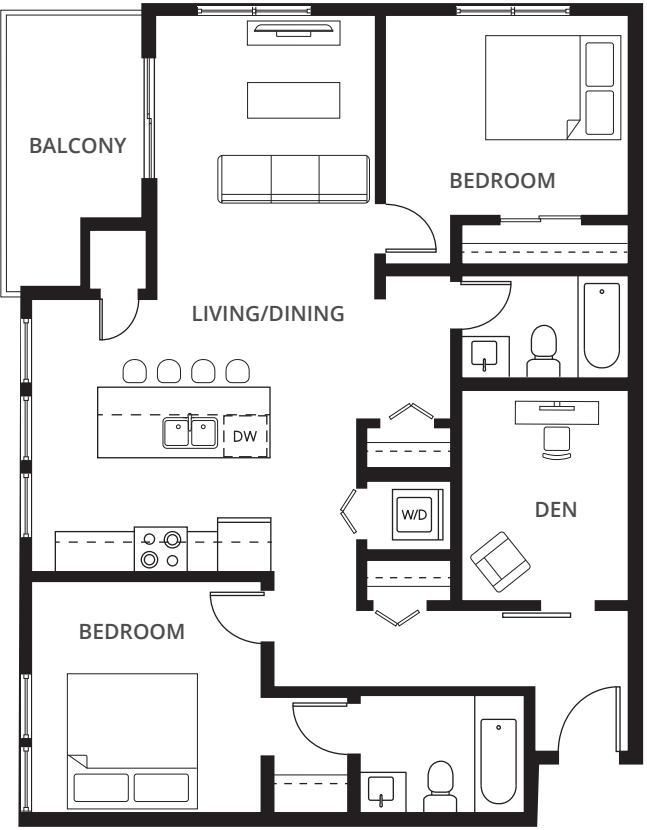 BALCONY
BEDROOM
LIVING/DINING
DW
W/D
DEN
BEDROOM